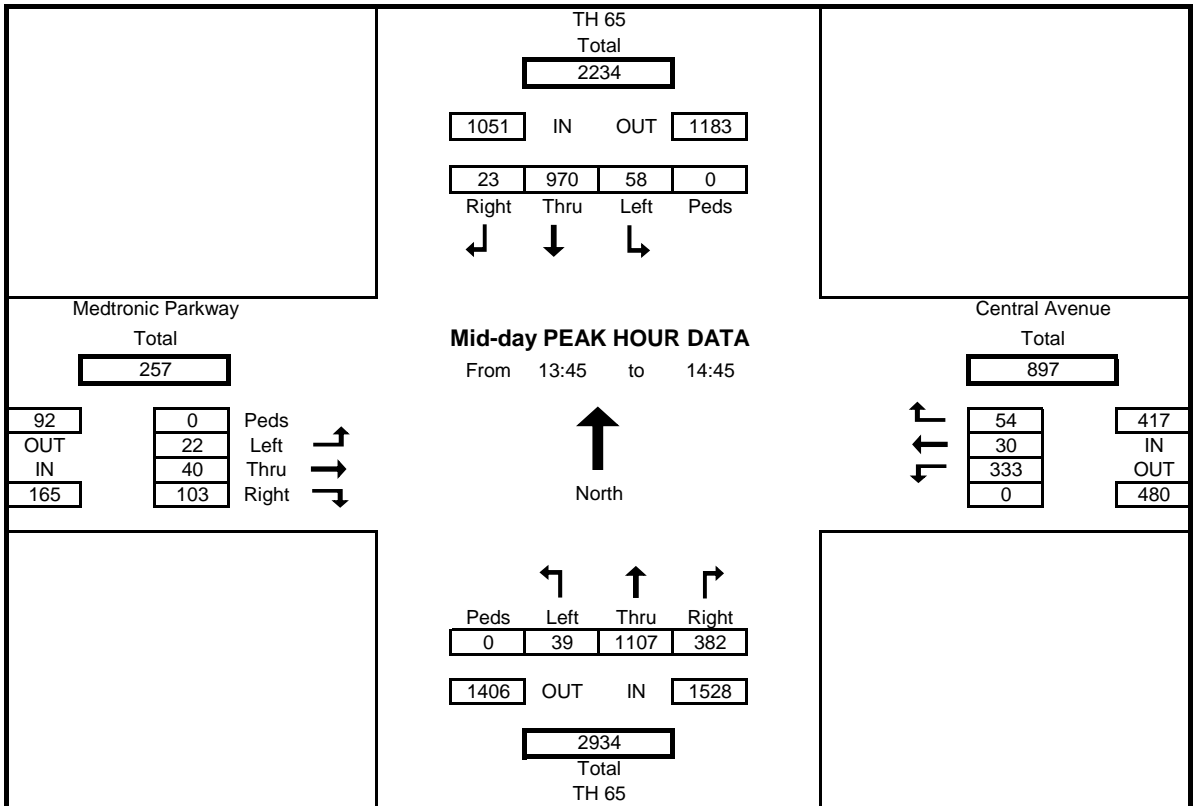 TH 65
Total
2234
1051 IN OUT 1183
23 970 58 0
Right Thru Left Peds
Medtronic Parkway
Total
257
92 0 Peds
OUT 22 Left
IN 40 Thru
165 103 Right
Mid-day PEAK HOUR DATA
From 13:45 to 14:45
North
Central Avenue
Total
897
54 417
30 IN
333 OUT
0 480
Peds Left Thru Right
0 39 1107 382
1406 OUT IN 1528
2934
Total
TH 65